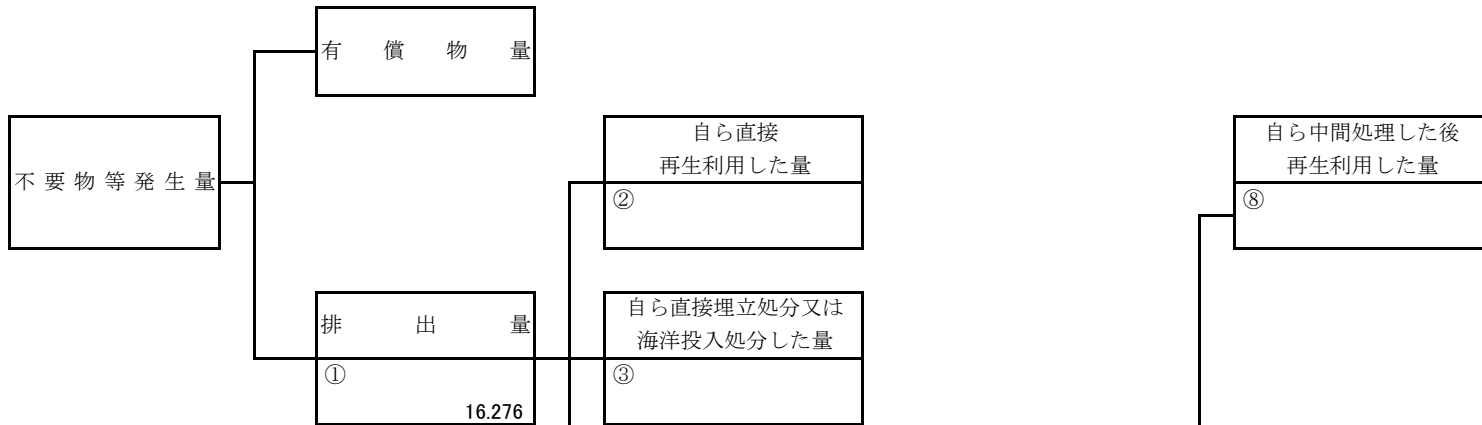 有償物量
不要物等発生量
自ら直接
再生利用した量
②
自ら中間処理した後
再生利用した量
⑧
排出量
①
16.276
自ら直接埋立処分又は
海洋投入処分した量
③